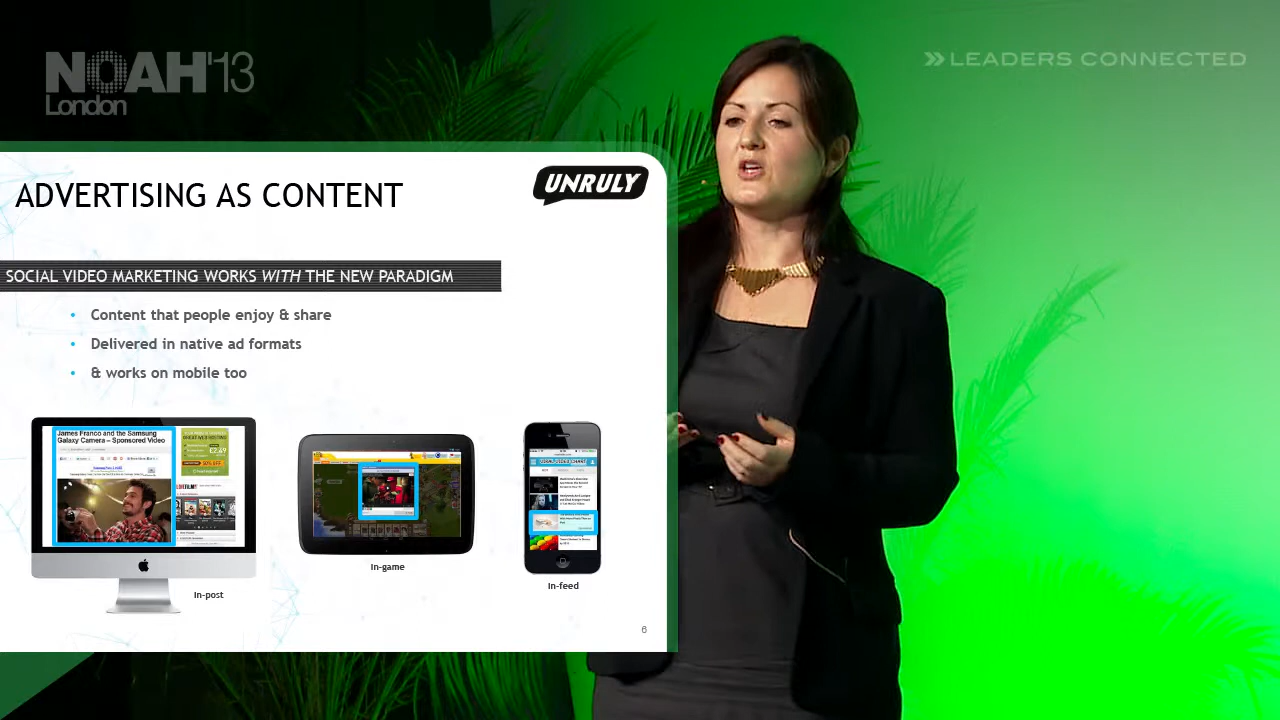 NOAH'13
London
LEADERS CONNECTED
ADVERTISING AS CONTENT
UNRULY
SOCIAL VIDEO MARKETING WORKS WITH THE NEW PARADIGM
• Content that people enjoy & share
• Delivered in native ad formats
• & works on mobile too
James Franco and the Samsung
Galaxy Camera – Sponsored Video
In-post
In-game
In-feed
6